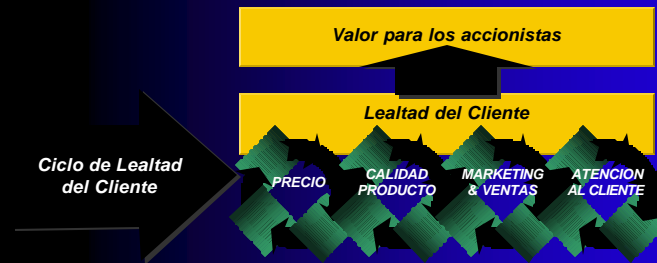 Valor para los accionistas
Lealtad del Cliente
Ciclo de Lealtad
del Cliente
PRECIO
CALIDAD
PRODUCTO
MARKETING
& VENTAS
ATENCION
AL CLIENTE